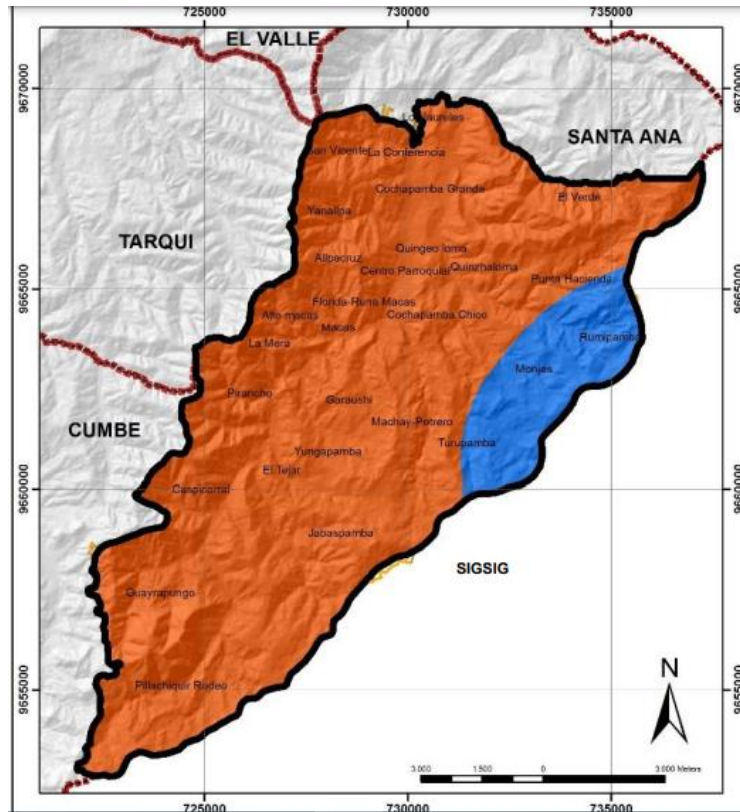 725000 730000 735000
EL VALLE
9670000 9670000
SANTA ANA
San Vicente La Conferencia
Cochapamba Grande
El Verde
Yanallpa
TARQUI
Quingeo loma
Allpacruz
Centro Parroquial Quinzhaloma
Punta Hacienda
9665000 9665000
Florida-Runa Macas
Alto macas Cochapamba Chico
Macas
La Mera
Rumipamba
Monjes
Pirancho
Garaushi
Machay-Potrero
CUMBE
Turupamba
Yungapamba
El Tejar
Caspicorral
9660000 9660000
Jabaspamba
SIGSIG
Guayrapungo
N
Pillachiquir Rodeo
9655000 9655000
3.000 1.500 0 3.000 Meters
725000 730000 735000